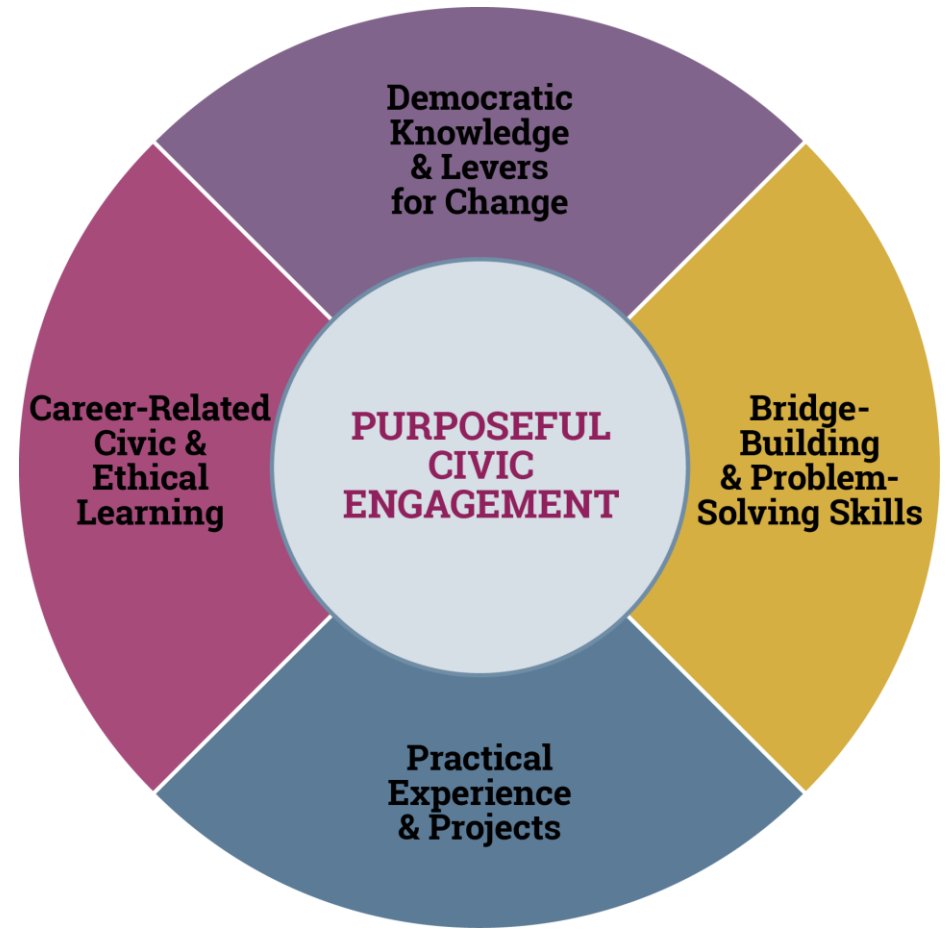 Democratic
Knowledge
& Levers
for Change
Career-Related
Civic &
Ethical
Learning
PURPOSEFUL
CIVIC
ENGAGEMENT
Bridge-
Building
& Problem-
Solving Skills
Practical
Experience
& Projects